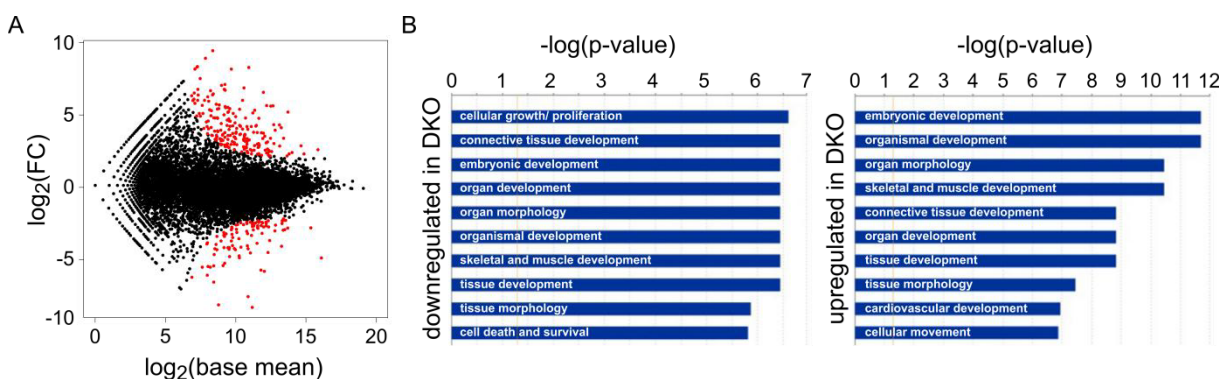 A
10
5
0
-5
-10
log2(FC)
0
5
10
15
20
log2(base mean)
B
-log(p-value)
0 1 2 3 4 5 6 7
downregulated in DKO
cellular growth/ proliferation
connective tissue development
embryonic development
organ development
organ morphology
organismal development
skeletal and muscle development
tissue development
tissue morphology
cell death and survival
-log(p-value)
0 1 2 3 4 5 6 7 8 9 10 11 12
upregulated in DKO
embryonic development
organismal development
organ morphology
skeletal and muscle development
connective tissue development
organ development
tissue development
tissue morphology
cardiovascular development
cellular movement